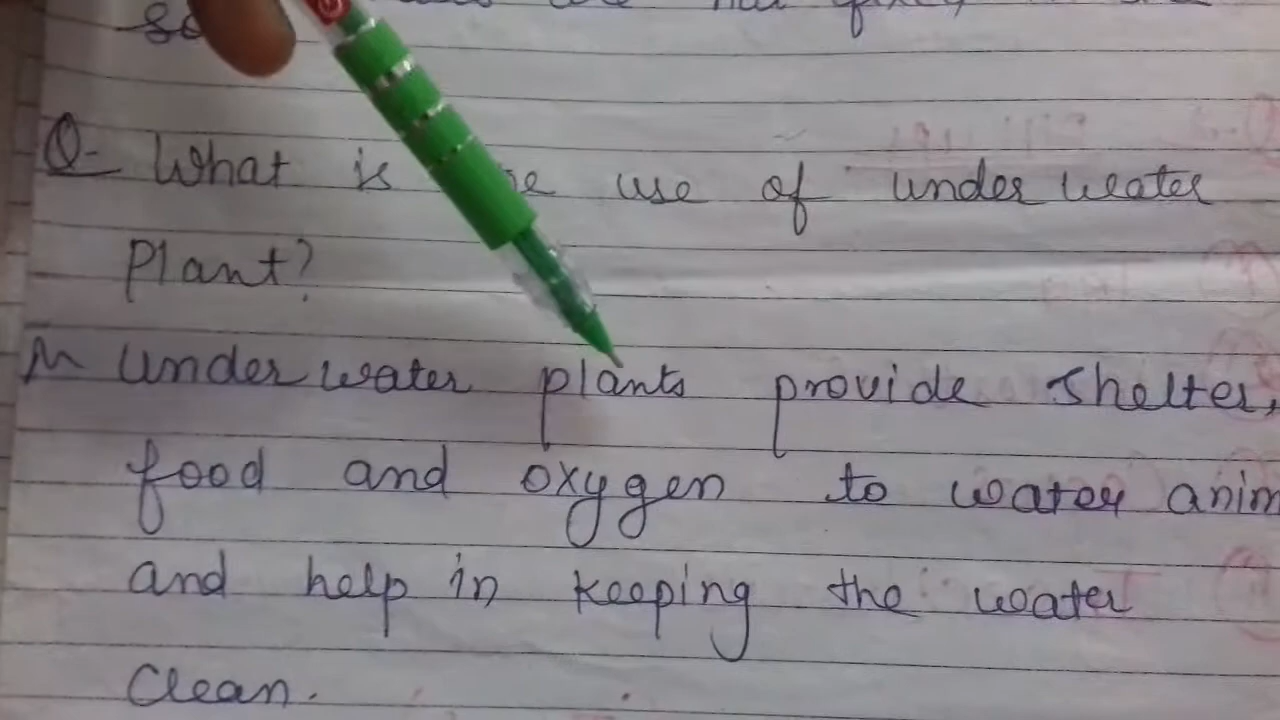 so
Q- What is use of under water
Plant?
under water plants provide shelter,
food and oxygen to water anim
and help in keeping the water
clean.